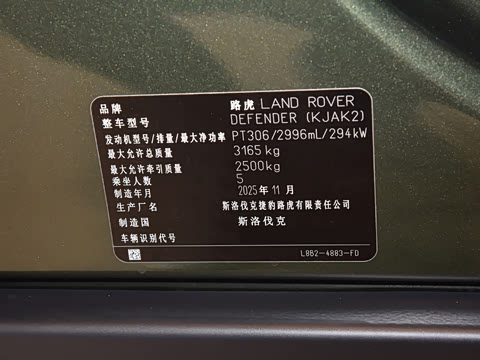 品牌 路虎 LAND ROVER
整车型号 DEFENDER (KJAK2)
发动机型号/排量/最大净功率 PT306/2996mL/294kW
最大允许总质量 3165kg
最大允许牵引质量 2500kg
乘坐人数 5
制造年月 2025年11月
生产厂名 斯洛伐克捷豹路虎有限责任公司
制造国 斯洛伐克
车辆识别代号
L8B2-4883-FD